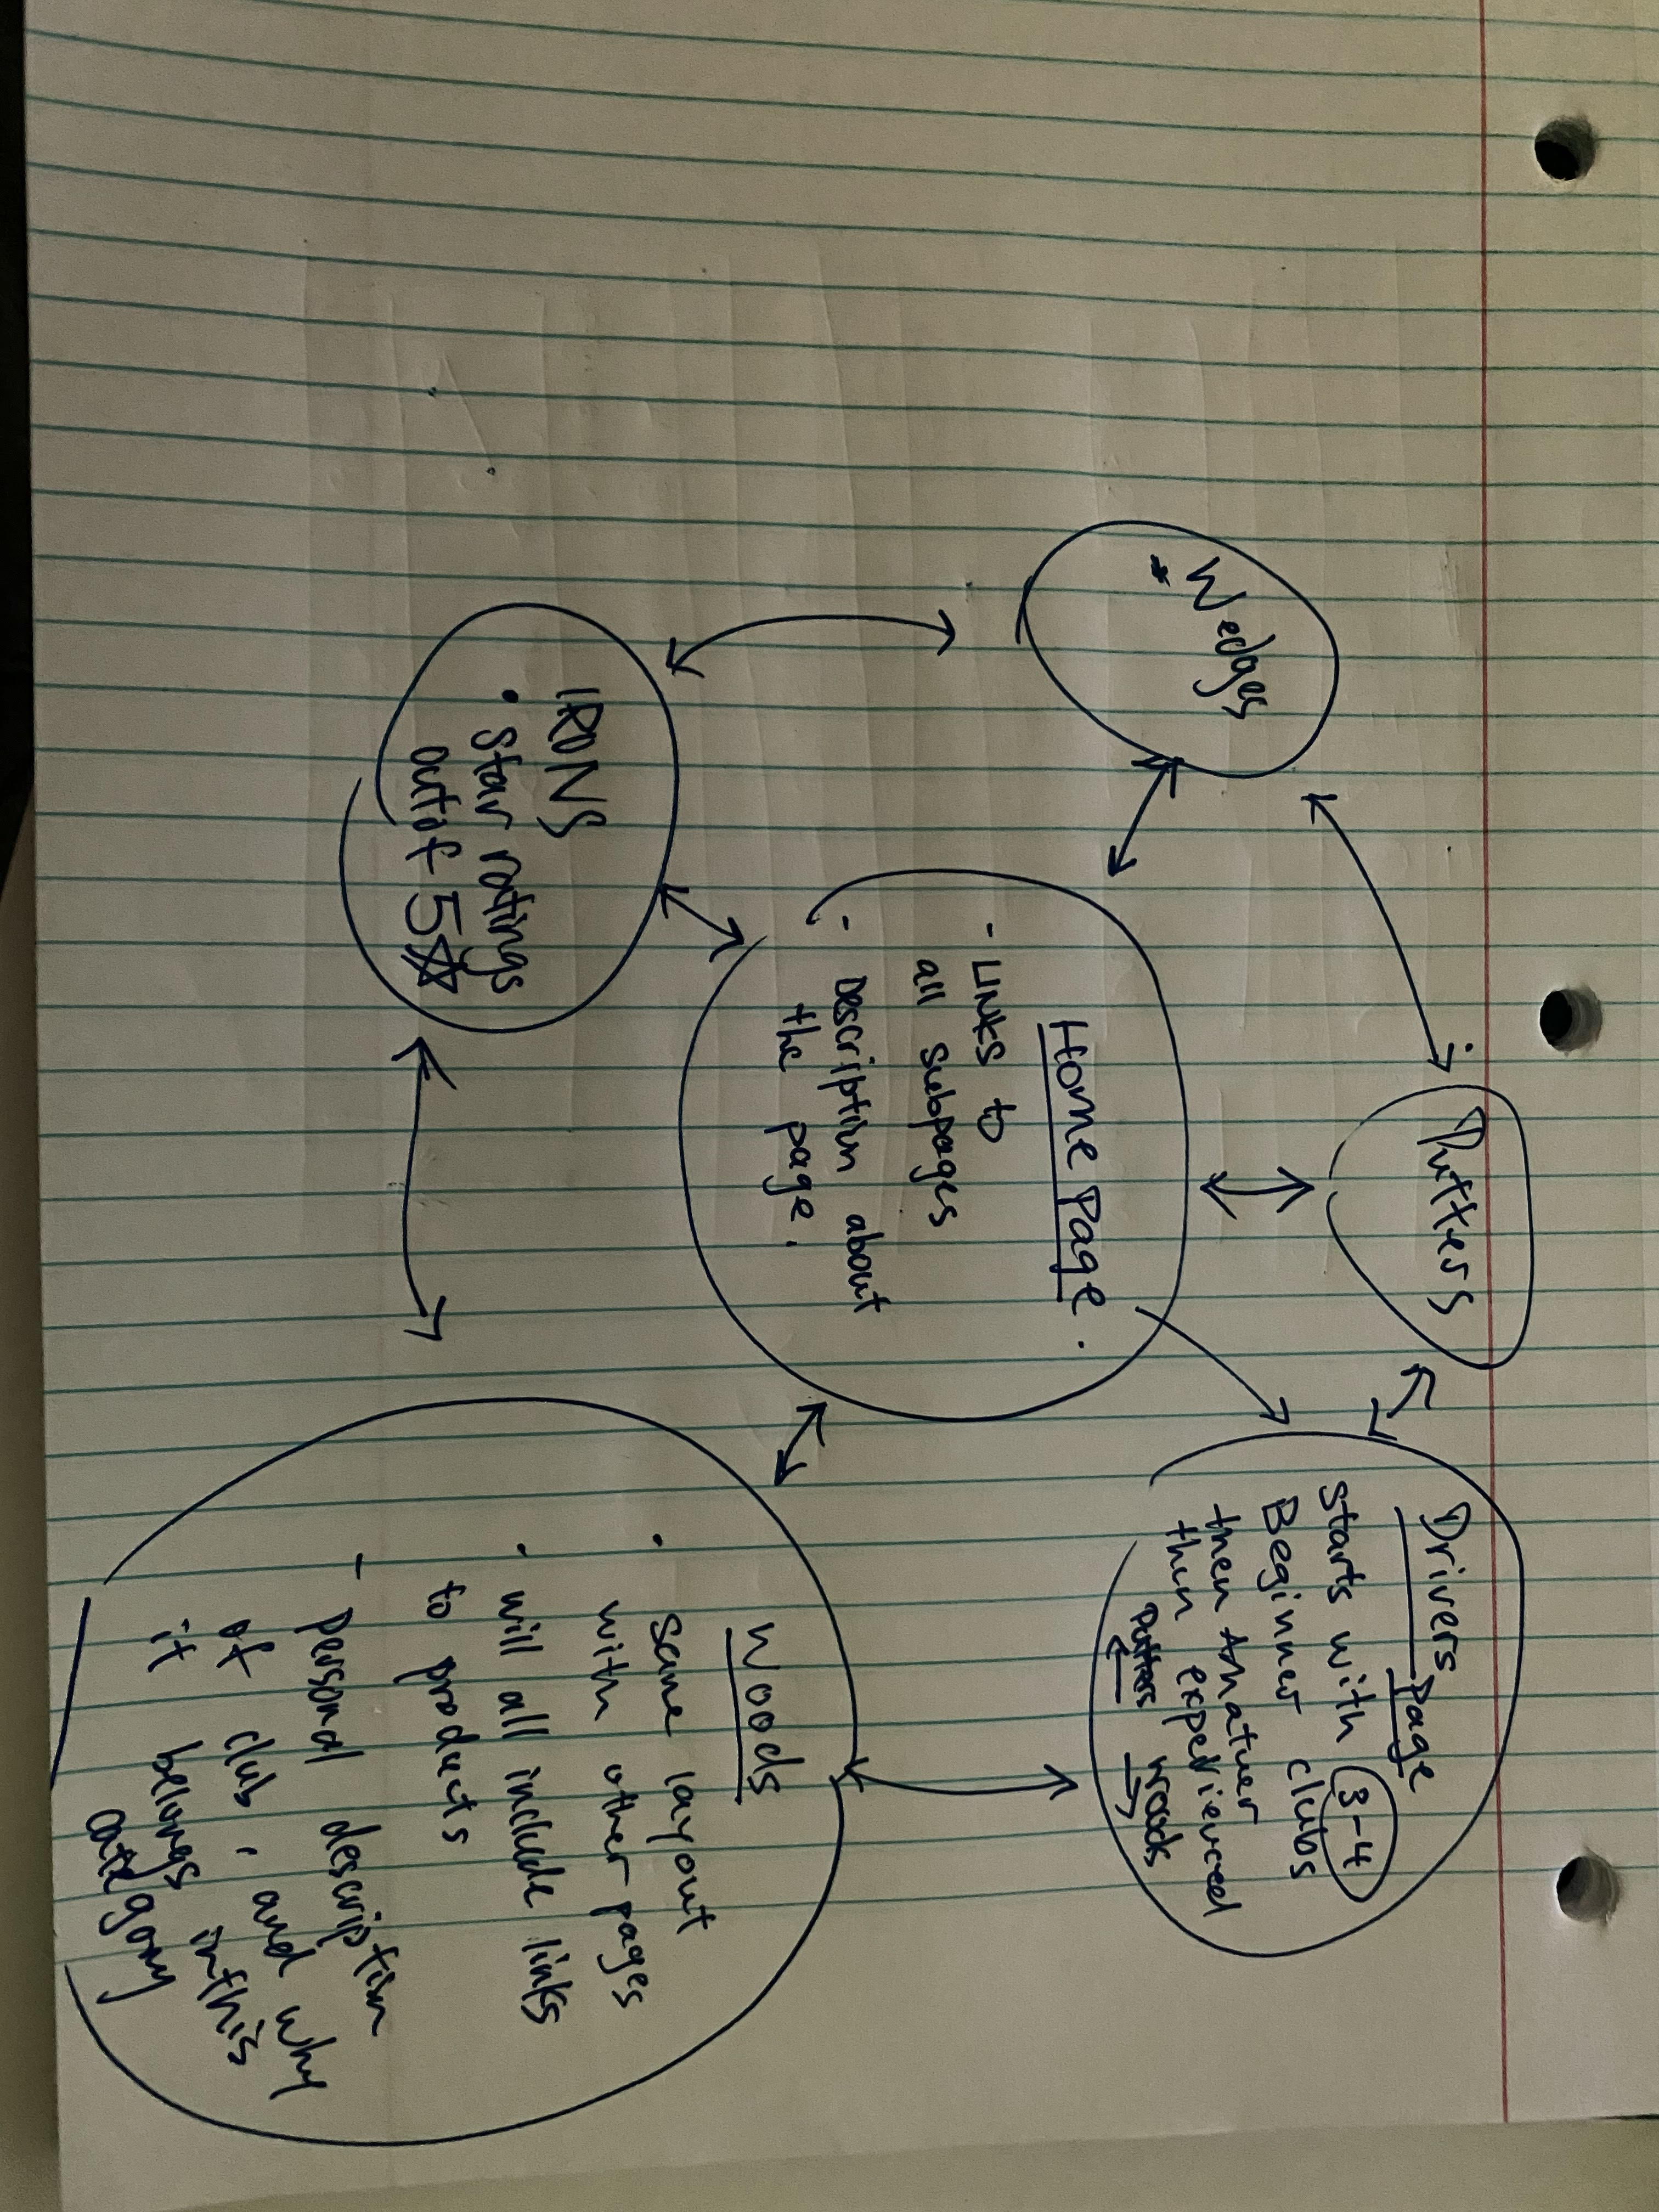 Putters
* Wedges
Drivers Page
Starts with 3-4
Beginner clubs
then Amatuer
then experienced
Putters Woods
Home Page.
- Links to
all subpages
- Description about
the page.
IRONS
• Star ratings
out of 5☆
Woods
• Same layout
with other pages
• will all include links
to products
- personal description
of club, and why
it belongs in this
category